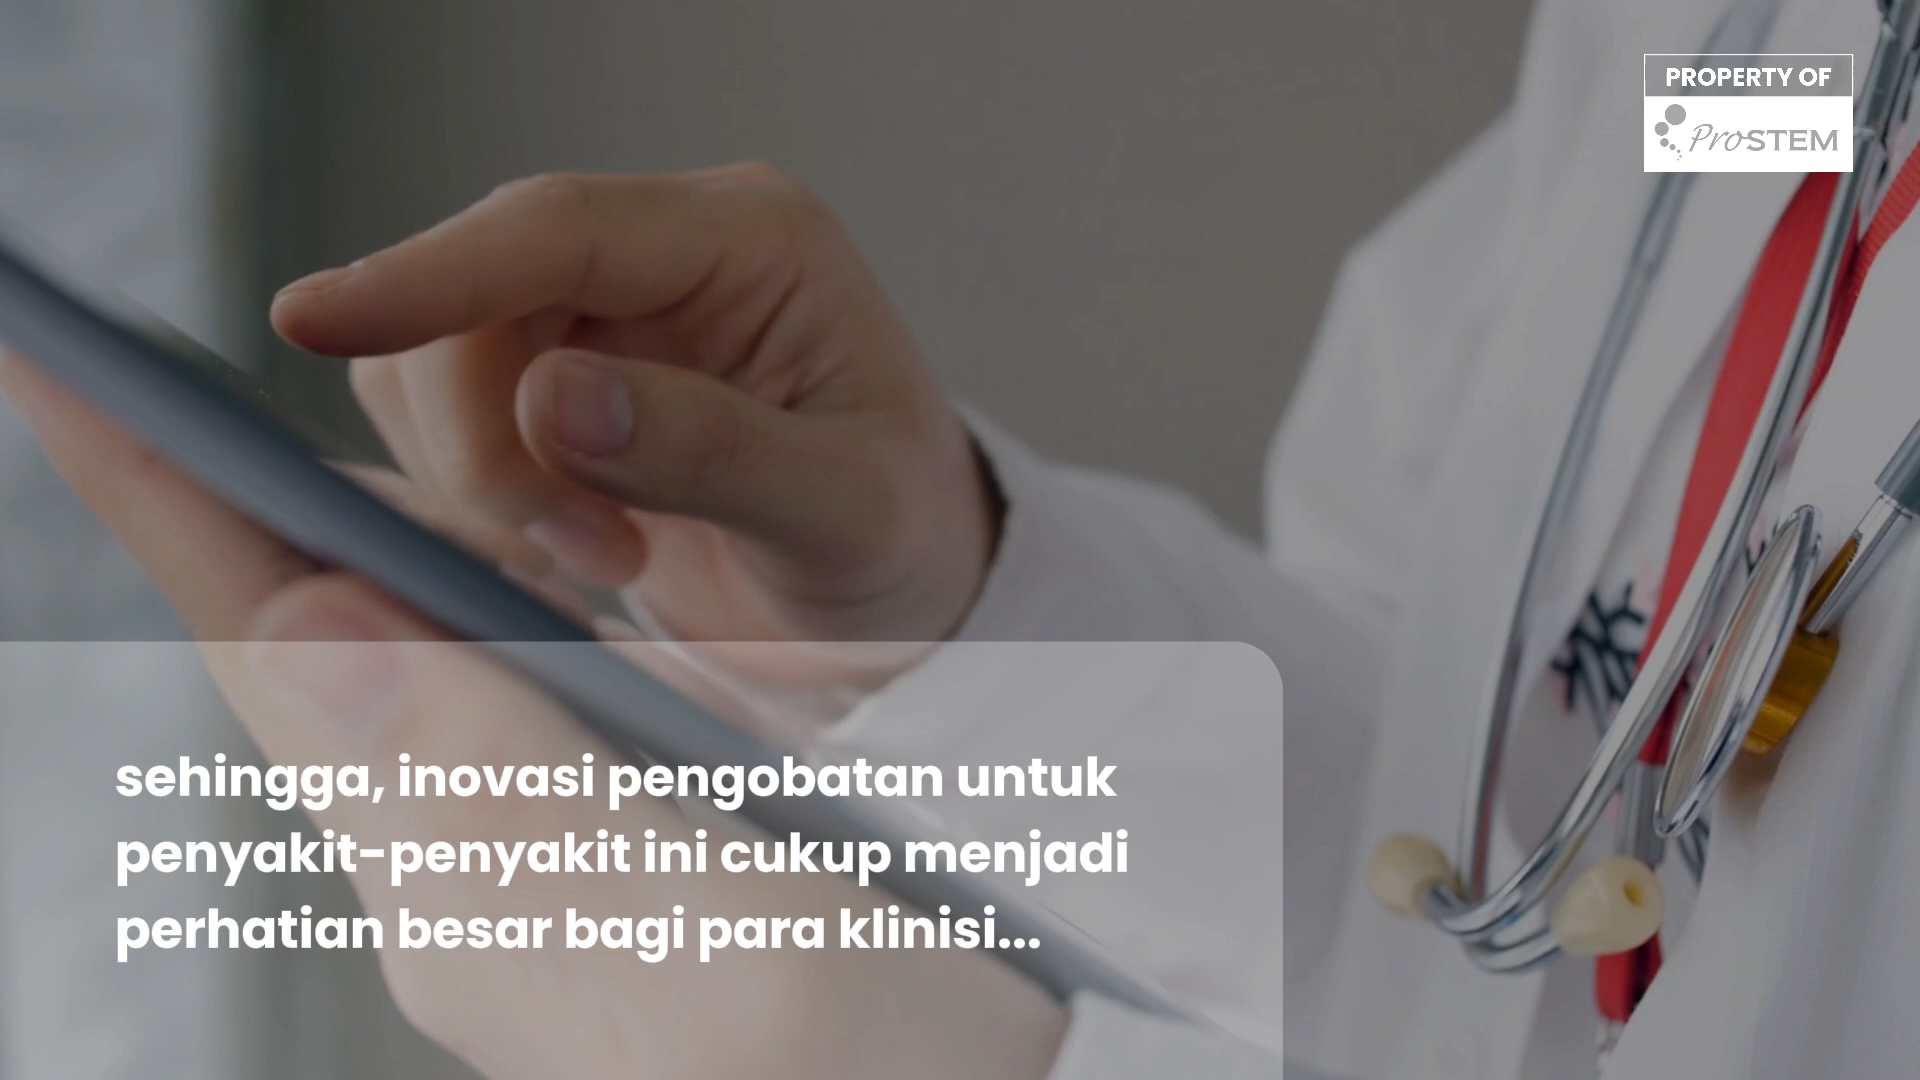 PROPERTY OF
ProSTEM
sehingga, inovasi pengobatan untuk
penyakit-penyakit ini cukup menjadi
perhatian besar bagi para klinisi...